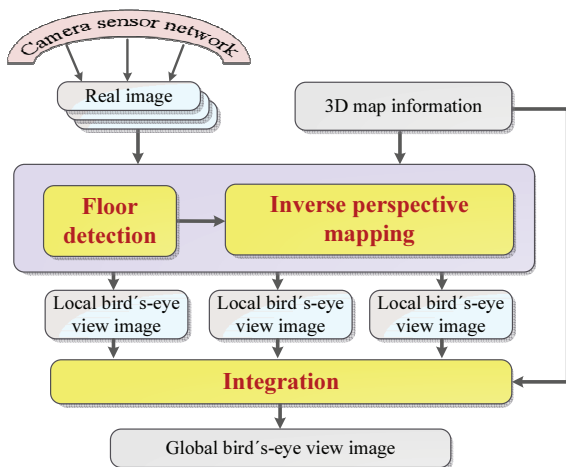 Camera sensor network
Real image
3D map information
Floor
detection
Inverse perspective
mapping
Local bird´s-eye
view image
Local bird´s-eye
view image
Local bird´s-eye
view image
Integration
Global bird´s-eye view image